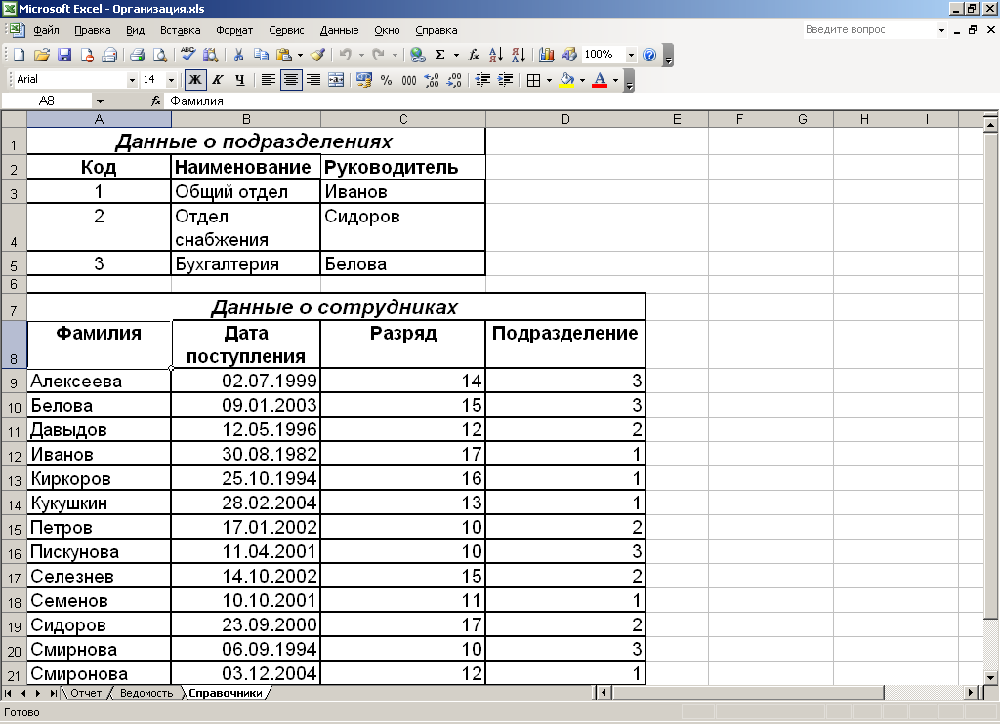 Microsoft Excel - Организация.xls
Файл Правка Вид Вставка Формат Сервис Данные Окно Справка Введите вопрос
100%
Arial 14 Ж К Ч % 000
A8 fx Фамилия
A B C D E F G H I
1 Данные о подразделениях
2 Код Наименование Руководитель
3 1 Общий отдел Иванов
2 Отдел Сидоров
4 снабжения
5 3 Бухгалтерия Белова
6
7 Данные о сотрудниках
Фамилия Дата Разряд Подразделение
8 поступления
9 Алексеева 02.07.1999 14 3
10 Белова 09.01.2003 15 3
11 Давыдов 12.05.1996 12 2
12 Иванов 30.08.1982 17 1
13 Киркоров 25.10.1994 16 1
14 Кукушкин 28.02.2004 13 1
15 Петров 17.01.2002 10 2
16 Пискунова 11.04.2001 10 3
17 Селезнев 14.10.2002 15 2
18 Семенов 10.10.2001 11 1
19 Сидоров 23.09.2000 17 2
20 Смирнова 06.09.1994 10 3
21 Смиронова 03.12.2004 12 1
Отчет Ведомость Справочники
Готово